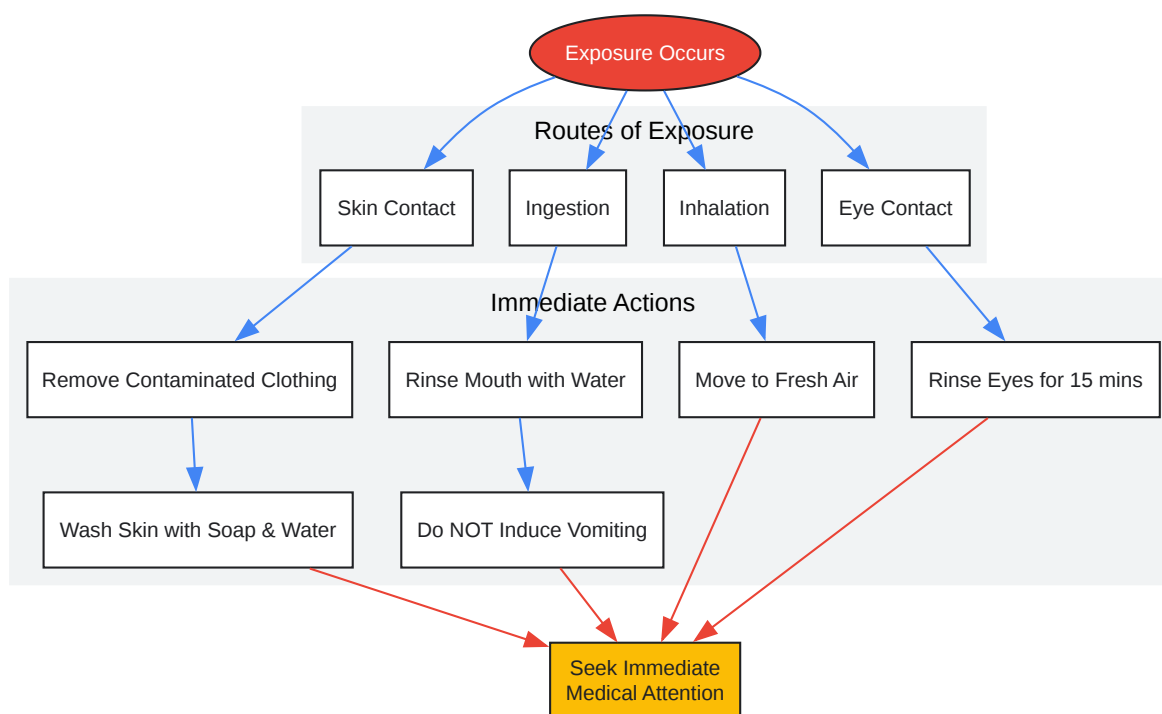 Exposure Occurs
Routes of Exposure
Skin Contact
Ingestion
Inhalation
Eye Contact
Immediate Actions
Remove Contaminated Clothing
Rinse Mouth with Water
Move to Fresh Air
Rinse Eyes for 15 mins
Wash Skin with Soap & Water
Do NOT Induce Vomiting
Seek Immediate
Medical Attention